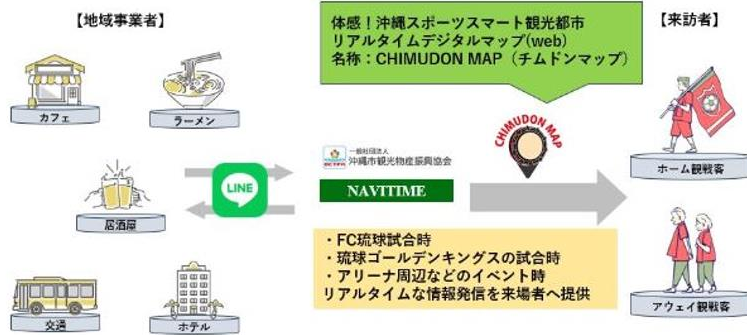 【地域事業者】
カフェ
ラーメン
居酒屋
交通
ホテル
LINE
体感！沖縄スポーツスマート観光都市
リアルタイムデジタルマップ(web)
名称：CHIMUDON MAP（チムドンマップ）
CHIMUDON MAP
一般社団法人
沖縄市観光物産振興協会
NAVITIME
・FC琉球試合時
・琉球ゴールデンキングスの試合時
・アリーナ周辺などのイベント時
リアルタイムな情報発信を来場者へ提供
【来訪者】
ホーム観戦客
アウェイ観戦客